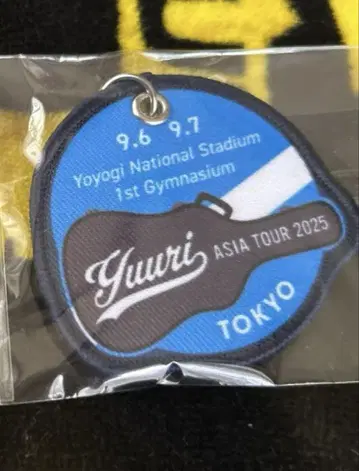 9.6 9.7
Yoyogi National Stadium
1st Gymnasium
Yuuri ASIA TOUR 2025
TOKYO